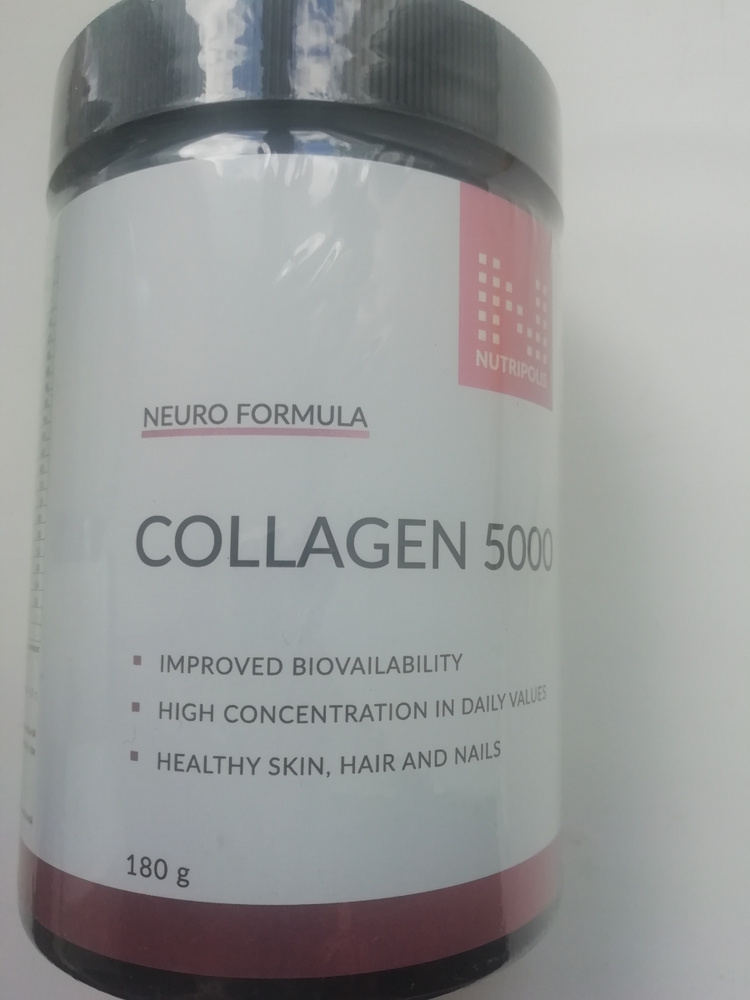 NUTRIPOLIS
NEURO FORMULA
COLLAGEN 5000
▪ IMPROVED BIOVAILABILITY
▪ HIGH CONCENTRATION IN DAILY VALUES
▪ HEALTHY SKIN, HAIR AND NAILS
180 g